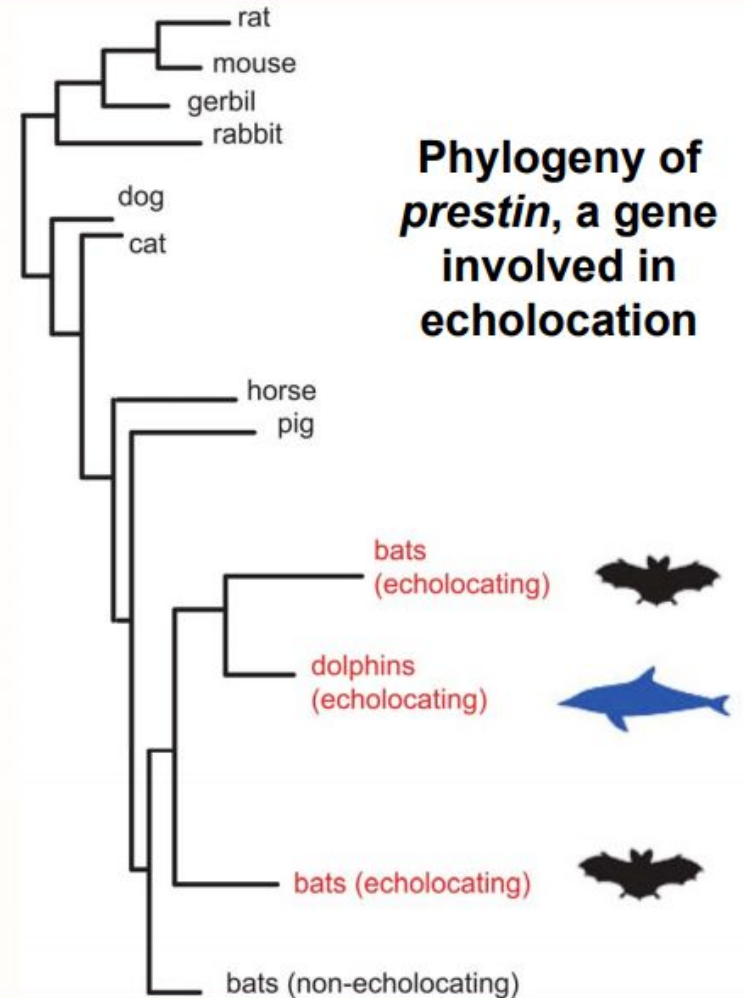 rat
mouse
gerbil
rabbit
Phylogeny of
prestin, a gene
involved in
echolocation
dog
cat
horse
pig
bats
(echolocating)
dolphins
(echolocating)
bats (echolocating)
bats (non-echolocating)